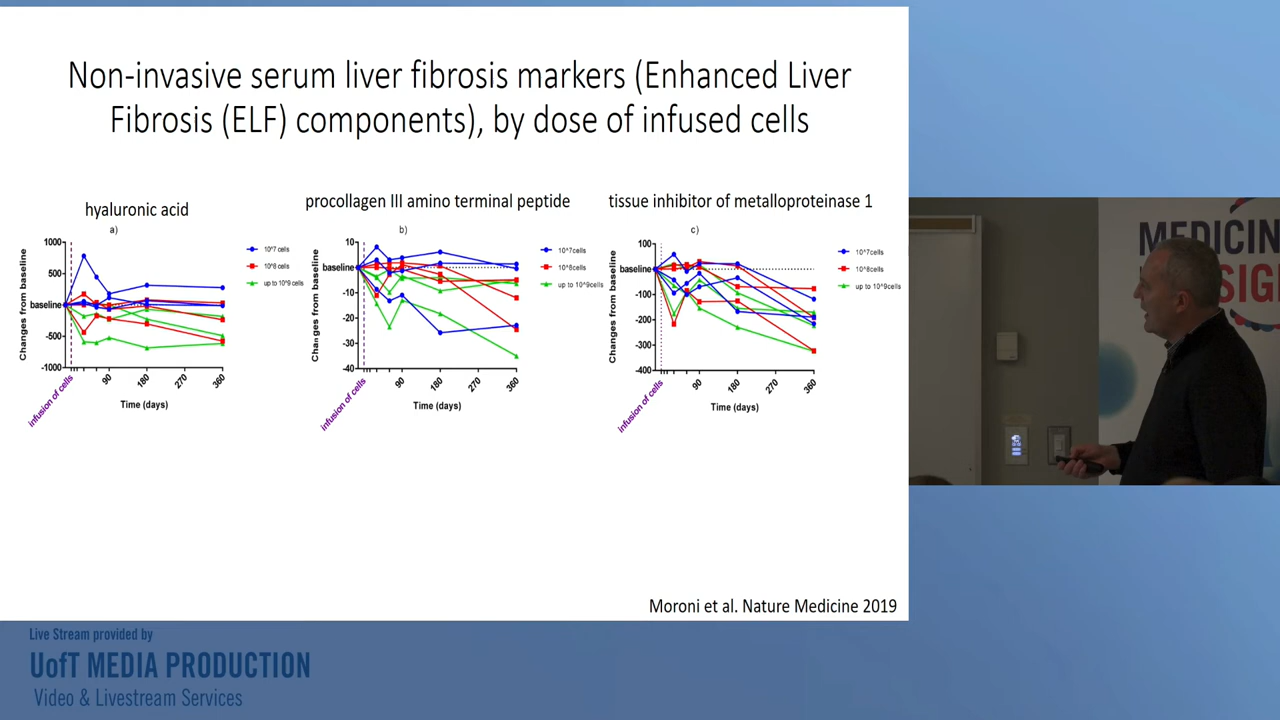 Non-invasive serum liver fibrosis markers (Enhanced Liver
Fibrosis (ELF) components), by dose of infused cells
hyaluronic acid
a)
1000
500
baseline
-500
-1000
Changes from baseline
infusion of cells
90
180
270
360
Time (days)
10^7 cells
10^8 cells
up to 10^9 cells
procollagen III amino terminal peptide
b)
10
baseline
-10
-20
-30
-40
Changes from baseline
infusion of cells
90
180
270
360
Time (days)
10^7cells
10^8cells
up to 10^9cells
tissue inhibitor of metalloproteinase 1
c)
100
baseline
-100
-200
-300
-400
Changes from baseline
infusion of cells
90
180
270
360
Time (days)
10^7cells
10^8cells
up to 10^9cells
Moroni et al. Nature Medicine 2019
MEDICIN
SIG
Live Stream provided by
UofT MEDIA PRODUCTION
Video & Livestream Services